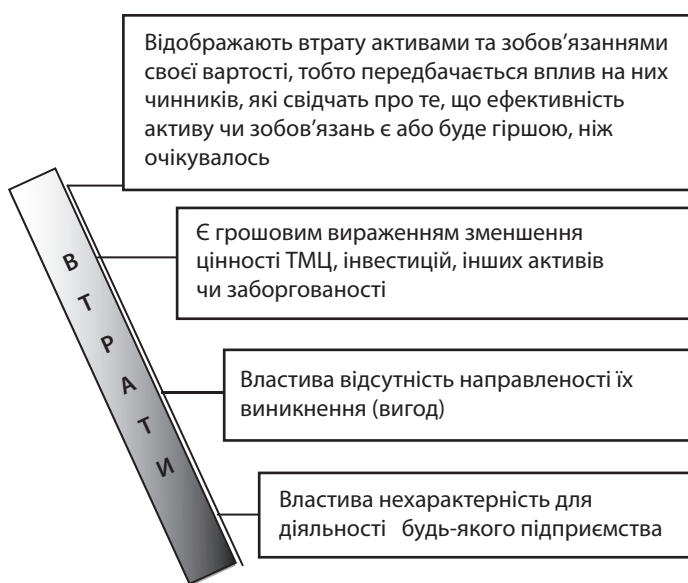 Відображають втрату активами та зобов’язаннями
своєї вартості, тобто передбачається вплив на них
чинників, які свідчать про те, що ефективність
активу чи зобов’язань є або буде гіршою, ніж
очікувалось
Є грошовим вираженням зменшення
цінності ТМЦ, інвестицій, інших активів
чи заборгованості
ВТРАТИ
Властива відсутність направленості їх
виникнення (вигод)
Властива нехарактерність для
діяльності будь-якого підприємства